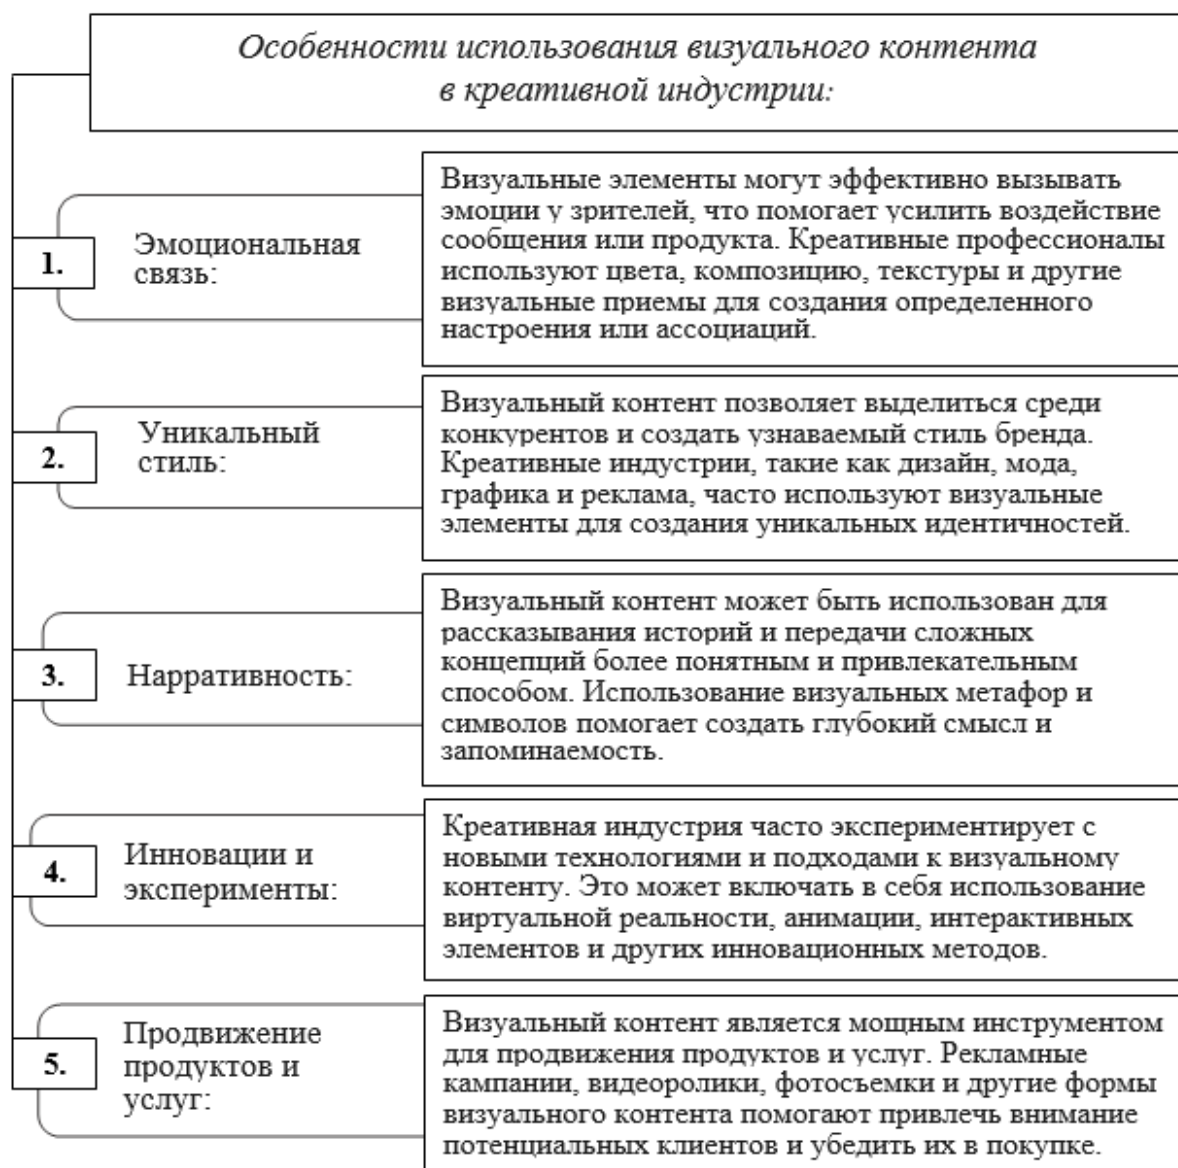 Особенности использования визуального контента
в креативной индустрии:
1.
Эмоциональная
связь:
Визуальные элементы могут эффективно вызывать
эмоции у зрителей, что помогает усилить воздействие
сообщения или продукта. Креативные профессионалы
используют цвета, композицию, текстуры и другие
визуальные приемы для создания определенного
настроения или ассоциаций.
2.
Уникальный
стиль:
Визуальный контент позволяет выделиться среди
конкурентов и создать узнаваемый стиль бренда.
Креативные индустрии, такие как дизайн, мода,
графика и реклама, часто используют визуальные
элементы для создания уникальных идентичностей.
3.
Нарративность:
Визуальный контент может быть использован для
рассказывания историй и передачи сложных
концепций более понятным и привлекательным
способом. Использование визуальных метафор и
символов помогает создать глубокий смысл и
запоминаемость.
4.
Инновации и
эксперименты:
Креативная индустрия часто экспериментирует с
новыми технологиями и подходами к визуальному
контенту. Это может включать в себя использование
виртуальной реальности, анимации, интерактивных
элементов и других инновационных методов.
5.
Продвижение
продуктов и
услуг:
Визуальный контент является мощным инструментом
для продвижения продуктов и услуг. Рекламные
кампании, видеоролики, фотосъемки и другие формы
визуального контента помогают привлечь внимание
потенциальных клиентов и убедить их в покупке.